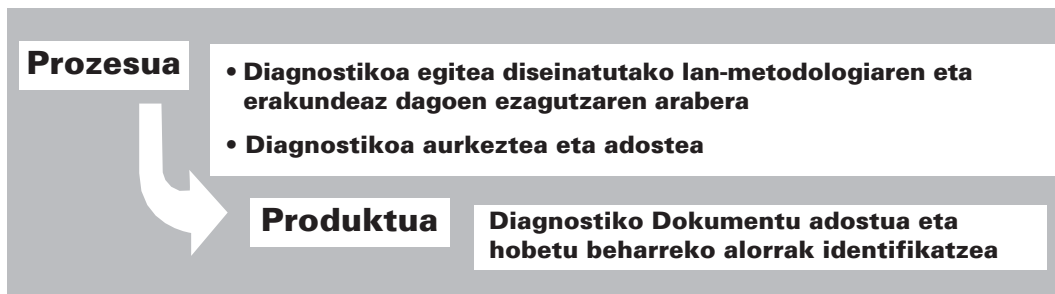 Prozesua
• Diagnostikoa egitea diseinatutako lan-metodologiaren eta
erakundeaz dagoen ezagutzaren arabera
• Diagnostikoa aurkeztea eta adostea
Produktua
Diagnostiko Dokumentu adostua eta
hobetu beharreko alorrak identifikatzea